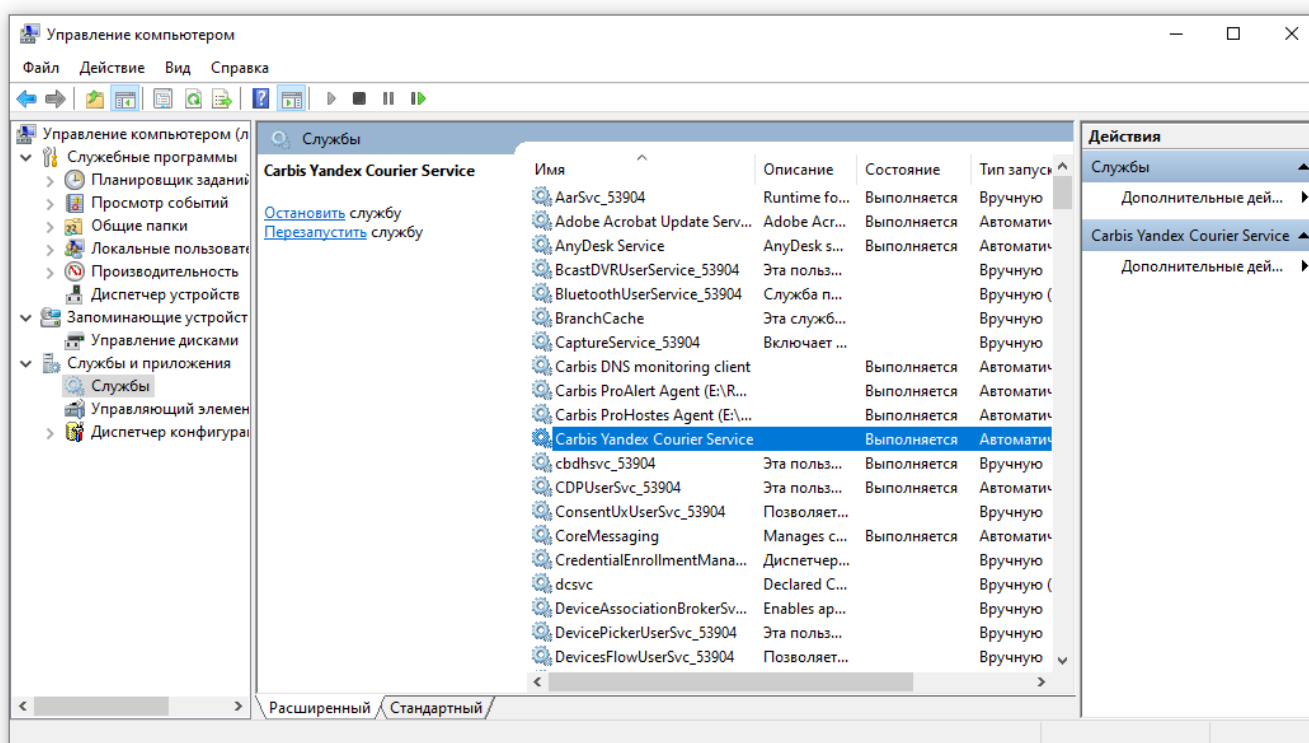 Управление компьютером
Файл Действие Вид Справка
Управление компьютером (л
Служебные программы
Планировщик заданий
Просмотр событий
Общие папки
Локальные пользовате
Производительность
Диспетчер устройств
Запоминающие устройст
Управление дисками
Службы и приложения
Службы
Управляющий элемен
Диспетчер конфигура
Службы
Carbis Yandex Courier Service
Остановить службу
Перезапустить службу
Имя Описание Состояние Тип запуск
AarSvc_53904 Runtime fo... Выполняется Вручную
Adobe Acrobat Update Serv... Adobe Acr... Выполняется Автоматич
AnyDesk Service AnyDesk s... Выполняется Автоматич
BcastDVRUserService_53904 Эта польз... Вручную
BluetoothUserService_53904 Служба п... Вручную (
BranchCache Эта служб... Вручную
CaptureService_53904 Включает ... Вручную
Carbis DNS monitoring client Выполняется Автоматич
Carbis ProAlert Agent (E:\R... Выполняется Автоматич
Carbis ProHostes Agent (E:\... Выполняется Автоматич
Carbis Yandex Courier Service Выполняется Автоматич
cbdhsvc_53904 Эта польз... Выполняется Вручную
CDPUserSvc_53904 Эта польз... Выполняется Автоматич
ConsentUxUserSvc_53904 Позволяет... Вручную
CoreMessaging Manages c... Выполняется Автоматич
CredentialEnrollmentMana... Диспетчер... Вручную
dcsvc Declared C... Вручную (
DeviceAssociationBrokerSv... Enables ap... Вручную
DevicePickerUserSvc_53904 Эта польз... Вручную
DevicesFlowUserSvc_53904 Позволяет... Вручную
Расширенный Стандартный
Действия
Службы
Дополнительные дей...
Carbis Yandex Courier Service
Дополнительные дей...